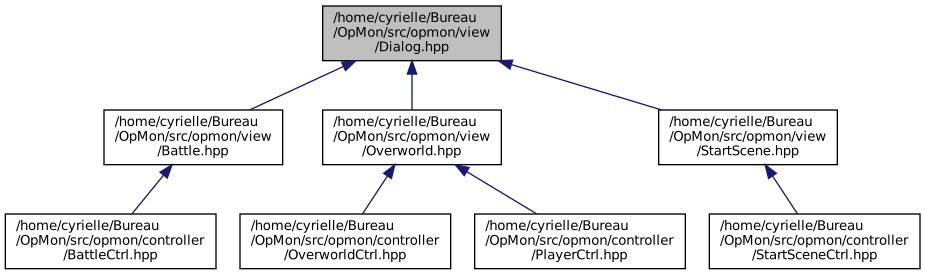 /home/cyrielle/Bureau
/OpMon/src/opmon/view
/Dialog.hpp
/home/cyrielle/Bureau
/OpMon/src/opmon/view
/Battle.hpp
/home/cyrielle/Bureau
/OpMon/src/opmon/view
/Overworld.hpp
/home/cyrielle/Bureau
/OpMon/src/opmon/view
/StartScene.hpp
/home/cyrielle/Bureau
/OpMon/src/opmon/controller
/BattleCtrl.hpp
/home/cyrielle/Bureau
/OpMon/src/opmon/controller
/OverworldCtrl.hpp
/home/cyrielle/Bureau
/OpMon/src/opmon/controller
/PlayerCtrl.hpp
/home/cyrielle/Bureau
/OpMon/src/opmon/controller
/StartSceneCtrl.hpp